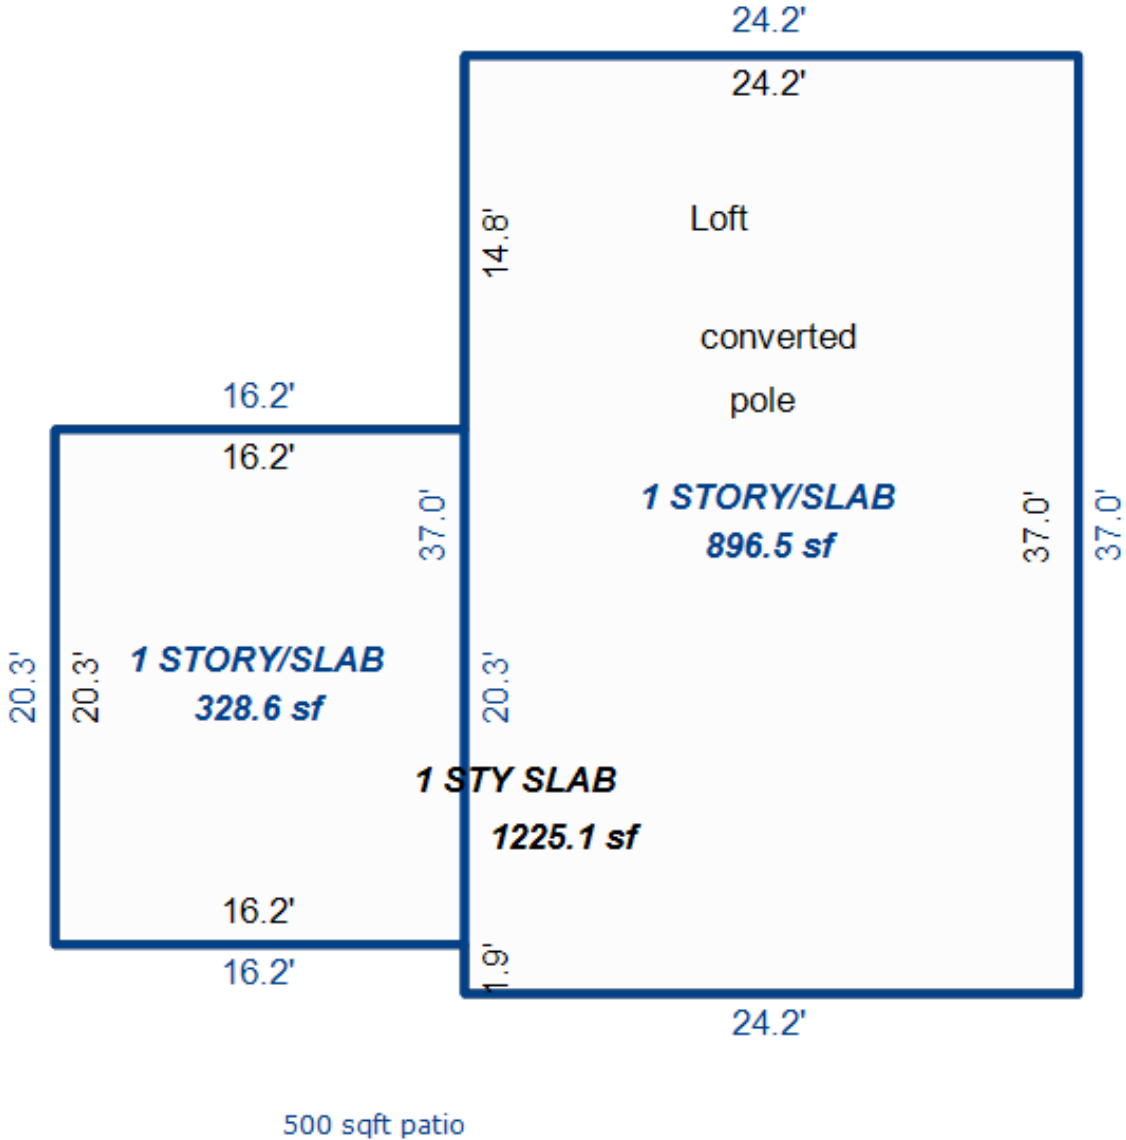 24.2'
24.2'
14.8'
Loft
converted
pole
16.2'
16.2'
37.0'
1 STORY/SLAB
896.5 sf
37.0'
37.0'
20.3'
20.3'
1 STORY/SLAB
328.6 sf
20.3'
1 STY SLAB
1225.1 sf
16.2'
16.2'
1.9'
24.2'
500 sqft patio